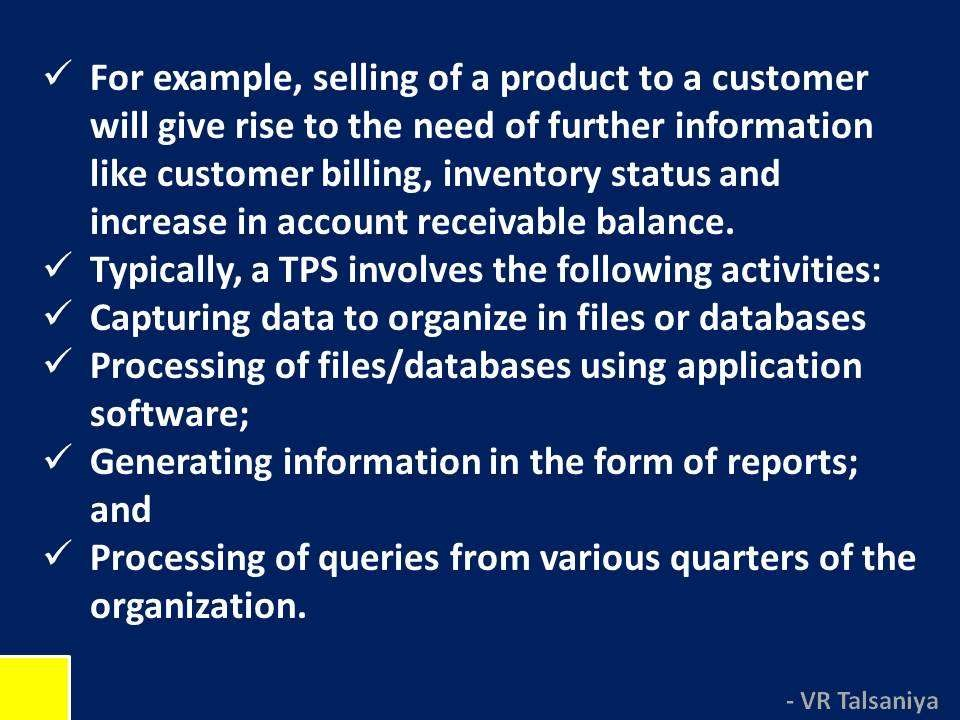 ✓ For example, selling of a product to a customer
will give rise to the need of further information
like customer billing, inventory status and
increase in account receivable balance.
✓ Typically, a TPS involves the following activities:
✓ Capturing data to organize in files or databases
✓ Processing of files/databases using application
software;
✓ Generating information in the form of reports;
and
✓ Processing of queries from various quarters of the
organization.
- VR Talsaniya